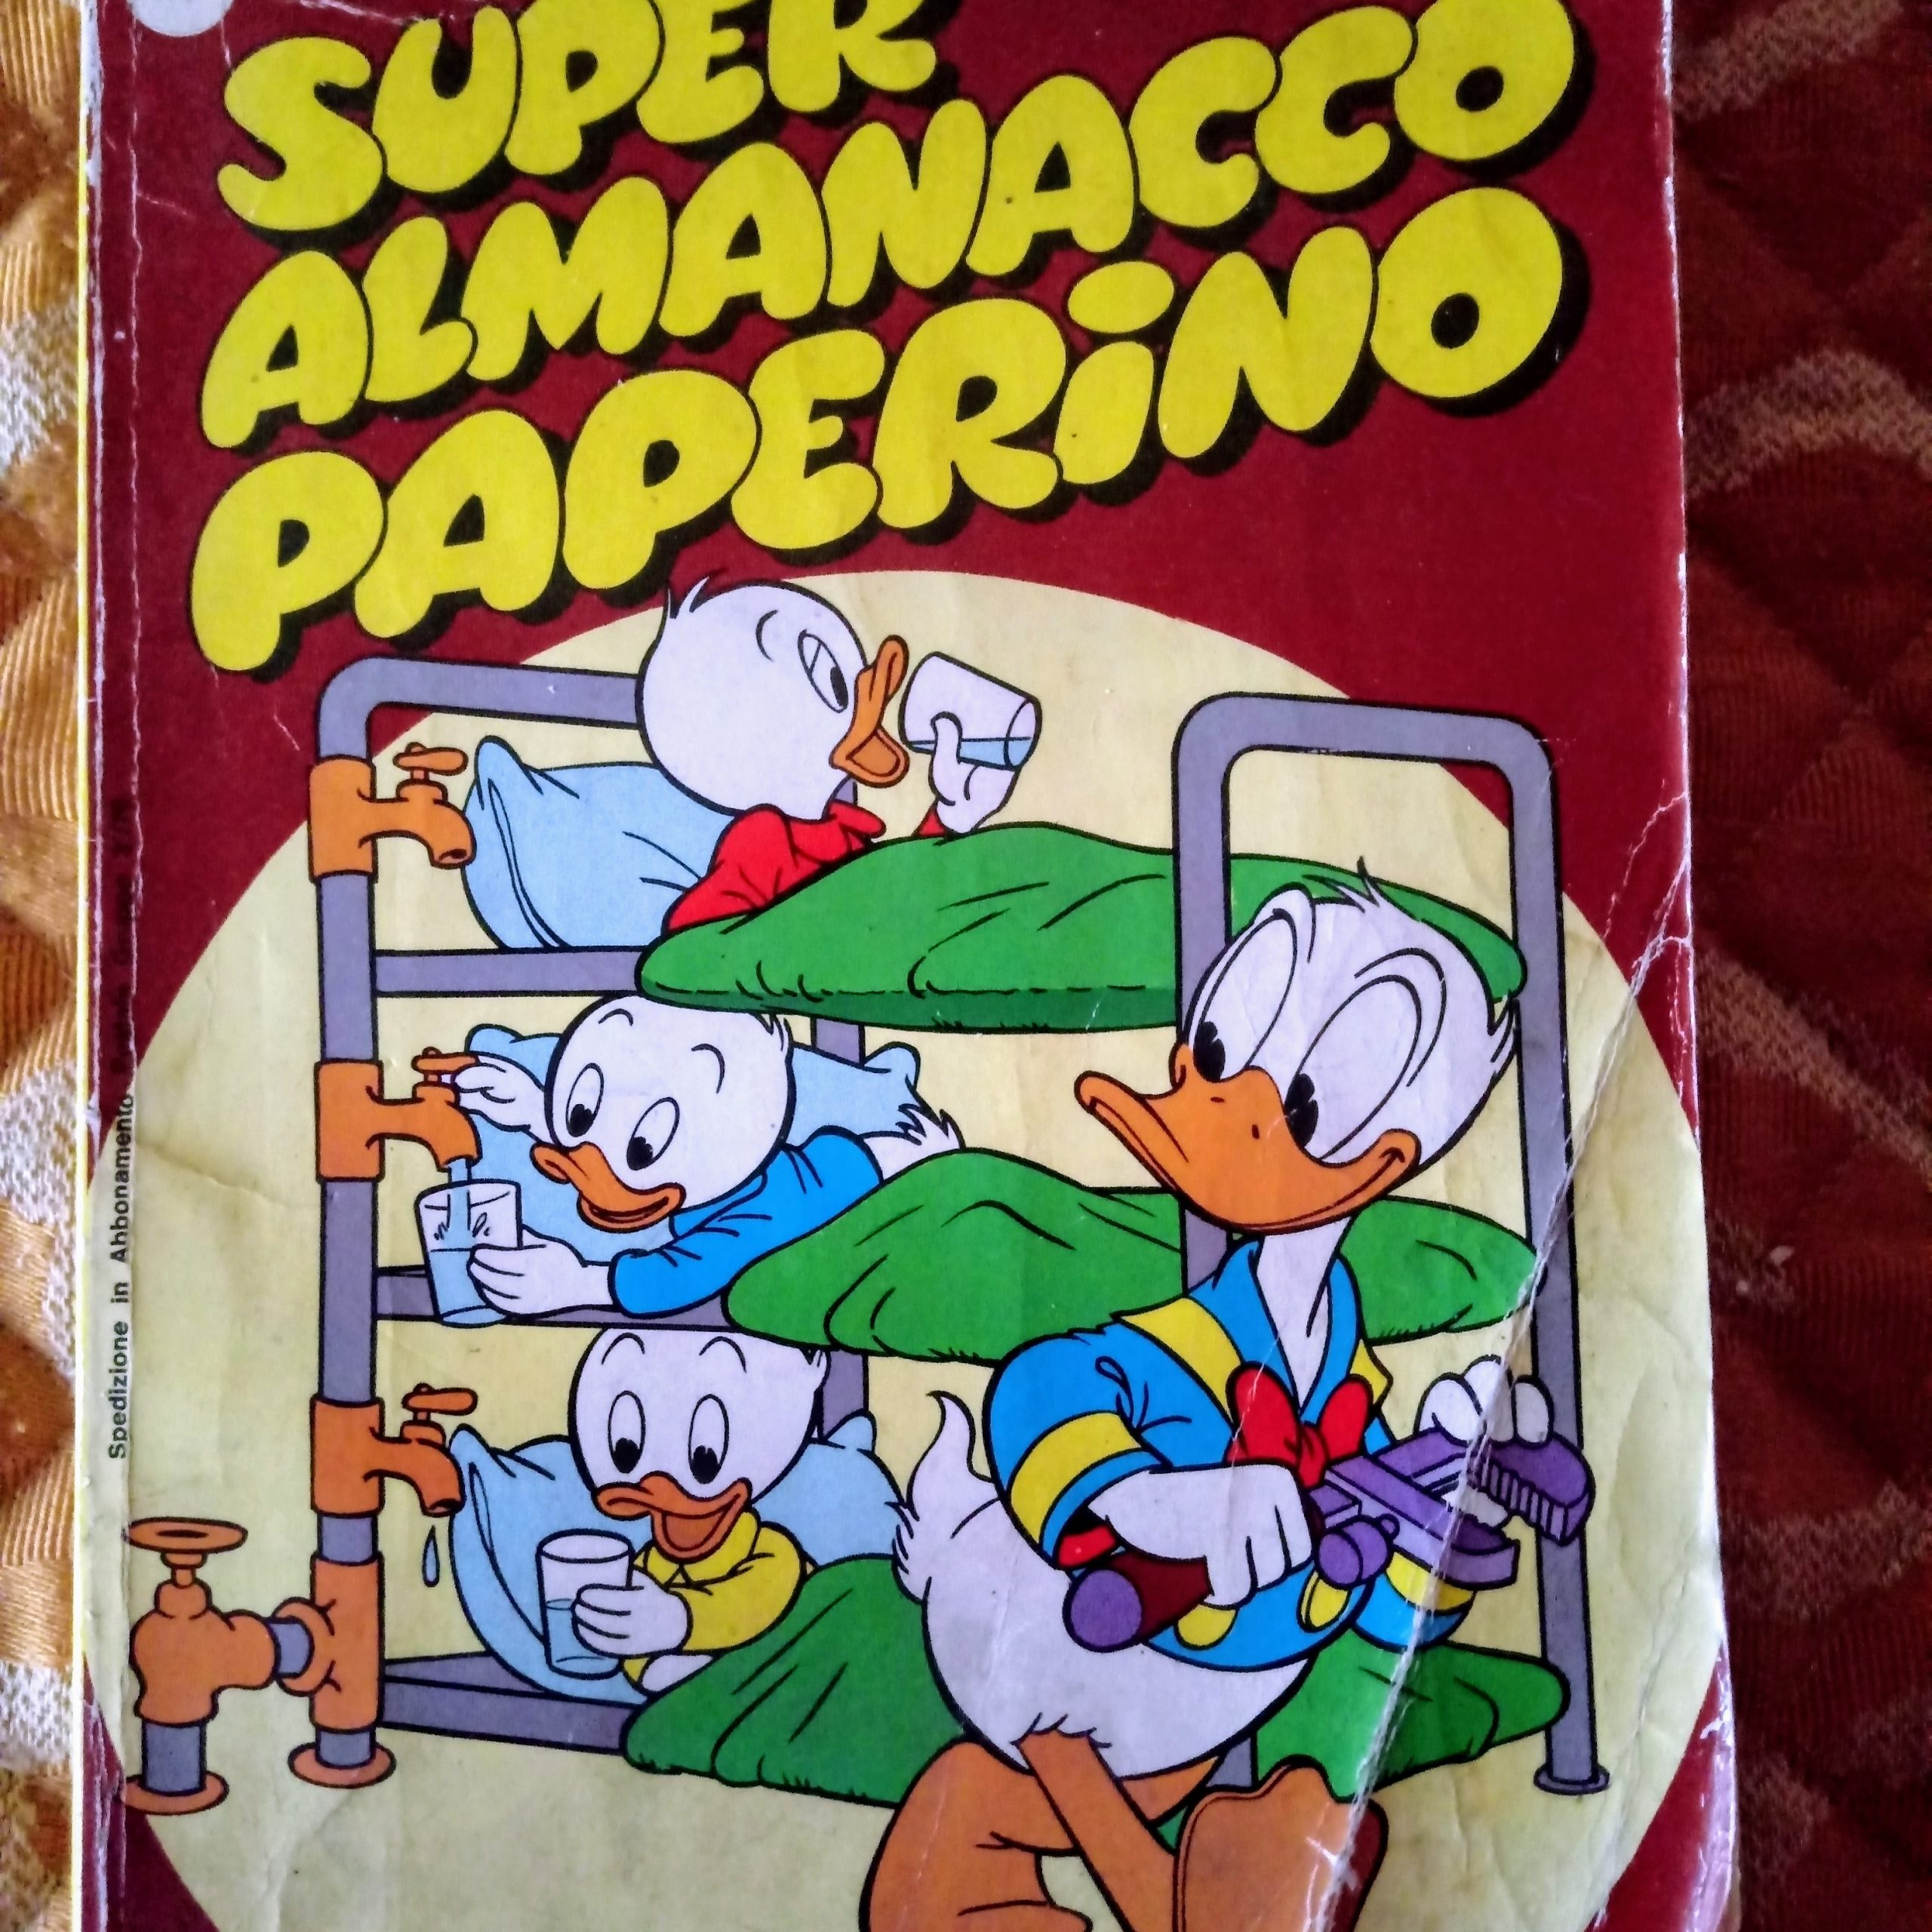 SUPER
ALMANACCO
PAPERiNO
Spedizione in Abbonamento